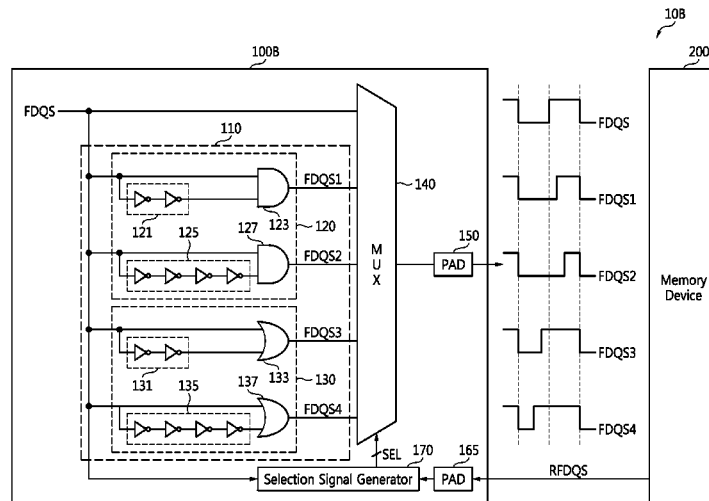 10B
100B
200
FDQS
110
FDQS
FDQS1
140
121
123
120
FDQS1
127
125
FDQS2
M
U
X
150
PAD
FDQS2
Memory
Device
FDQS3
131
133
130
FDQS3
135
137
FDQS4
FDQS4
SEL
170
165
RFDQS
Selection Signal Generator
PAD